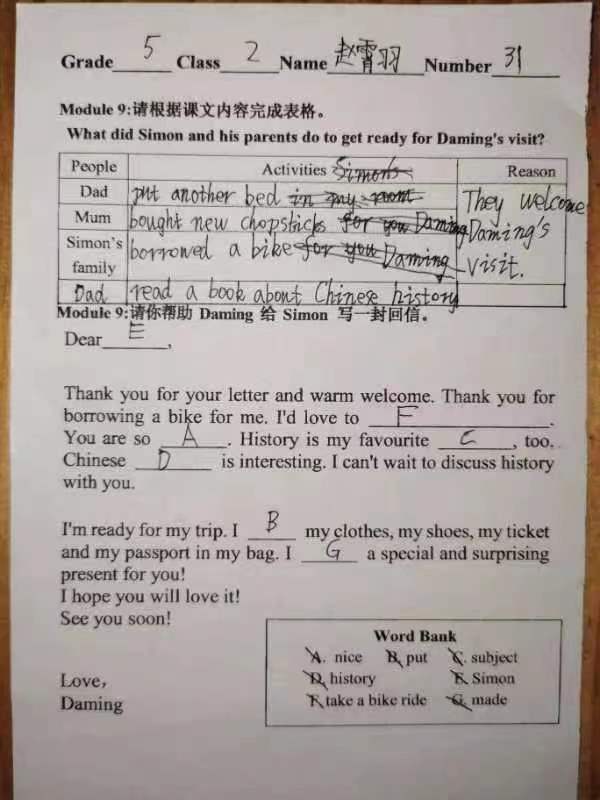 Grade 5 Class 2 Name 赵霄羽 Number 31
Module 9:请根据课文内容完成表格。
What did Simon and his parents do to get ready for Daming's visit?
People Activities Simon's Reason
Dad put another bed in my room They welcome Daming's visit.
Mum bought new chopsticks for you Daming
Simon's family borrowed a bike for you Daming
Dad read a book about Chinese history
Module 9:请你帮助 Daming 给 Simon 写一封回信。
Dear E ,
Thank you for your letter and warm welcome. Thank you for
borrowing a bike for me. I'd love to F .
You are so A . History is my favourite C , too.
Chinese D is interesting. I can't wait to discuss history
with you.
I'm ready for my trip. I B my clothes, my shoes, my ticket
and my passport in my bag. I G a special and surprising
present for you!
I hope you will love it!
See you soon!
Love,
Daming
Word Bank
A. nice B. put C. subject
D. history E. Simon
F. take a bike ride G. made